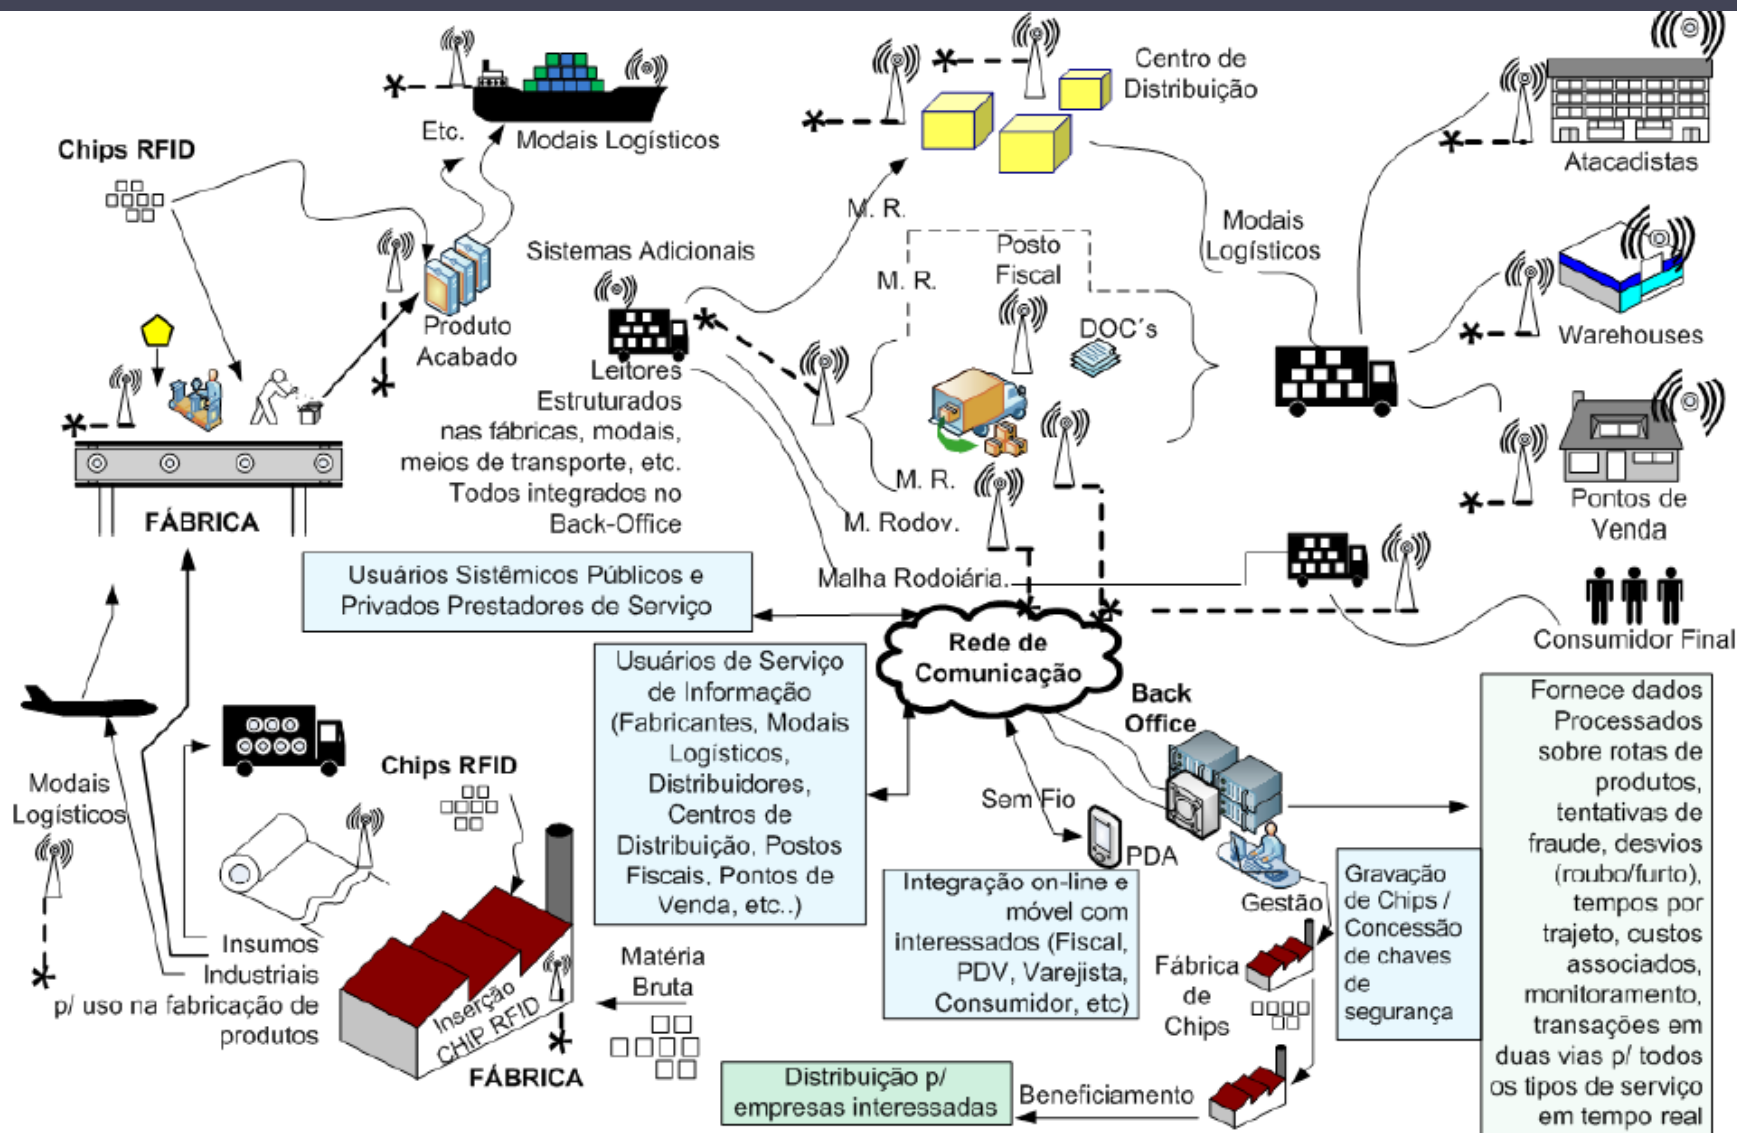 Chips RFID
Etc.
Modais Logísticos
Centro de
Distribuição
Atacadistas
M. R.
Sistemas Adicionais
Posto
Fiscal
M. R.
DOC´s
Modais
Logísticos
Warehouses
Produto
Acabado
Leitores
Estruturados
nas fábricas, modais,
meios de transporte, etc.
Todos integrados no
Back-Office
M. R.
M. Rodov.
Malha Rodoiária.
Pontos de
Venda
Consumidor Final
FÁBRICA
Usuários Sistêmicos Públicos e
Privados Prestadores de Serviço
Rede de
Comunicação
Usuários de Serviço
de Informação
(Fabricantes, Modais
Logísticos,
Distribuidores,
Centros de
Distribuição, Postos
Fiscais, Pontos de
Venda, etc..)
Back
Office
Sem Fio
PDA
Gestão
Integração on-line e
móvel com
interessados (Fiscal,
PDV, Varejista,
Consumidor, etc)
Gravação
de Chips /
Concessão
de chaves
de
segurança
Fornece dados
Processados
sobre rotas de
produtos,
tentativas de
fraude, desvios
(roubo/furto),
tempos por
trajeto, custos
associados,
monitoramento,
transações em
duas vias p/ todos
os tipos de serviço
em tempo real
Modais
Logísticos
Chips RFID
Insumos
Industriais
p/ uso na fabricação de
produtos
Inserção
CHIP RFID
FÁBRICA
Matéria
Bruta
Fábrica
de
Chips
Beneficiamento
Distribuição p/
empresas interessadas